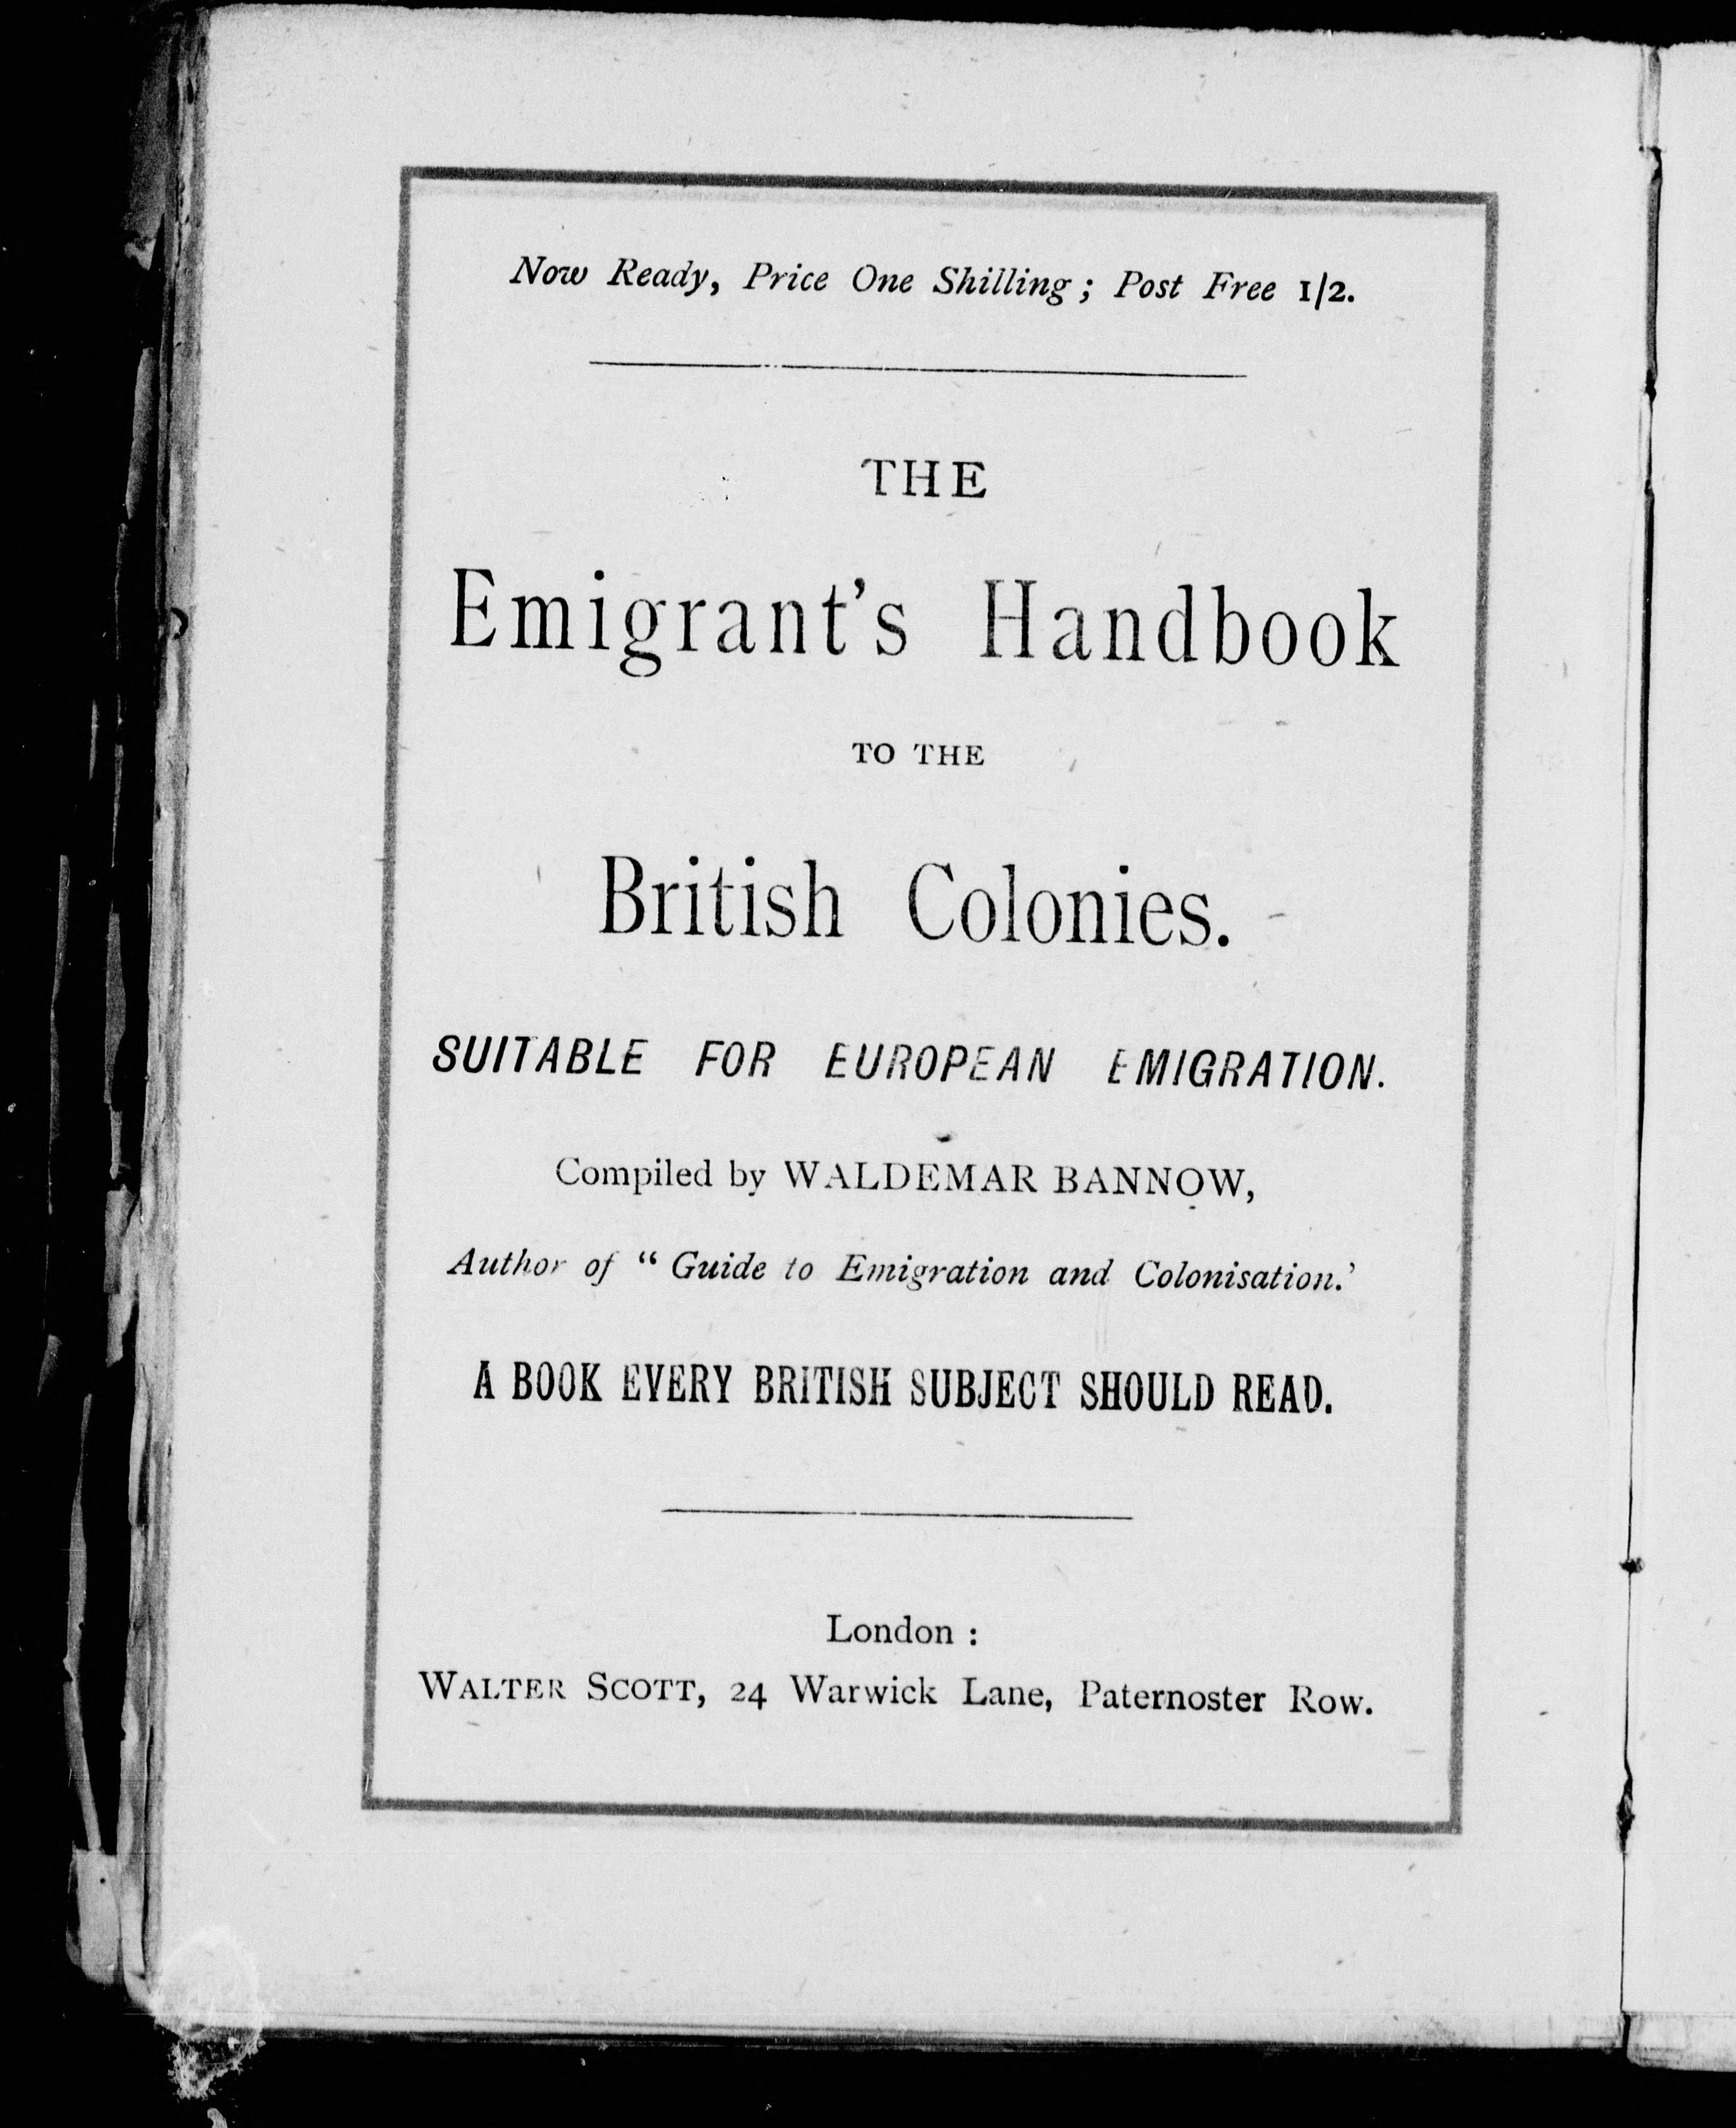 Now Ready, Price One Shilling; Post Free 1/2.
THE
Emigrant's Handbook
TO THE
British Colonies.
SUITABLE FOR EUROPEAN EMIGRATION.
Compiled by WALDEMAR BANNOW,
Author of “ Guide to Emigration and Colonisation.’
A BOOK EVERY BRITISH SUBJECT SHOULD READ.
London :
WALTER SCOTT, 24 Warwick Lane, Paternoster Row.